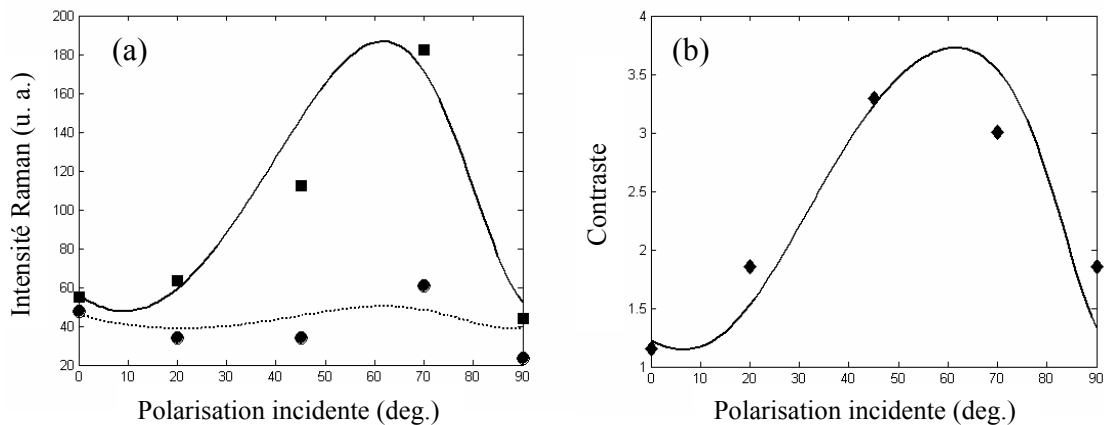 (a)
Intensité Raman (u. a.)
200
180
160
140
120
100
80
60
40
20
0 10 20 30 40 50 60 70 80 90
Polarisation incidente (deg.)
(b)
Contraste
4
3.5
3
2.5
2
1.5
1
0 10 20 30 40 50 60 70 80 90
Polarisation incidente (deg.)